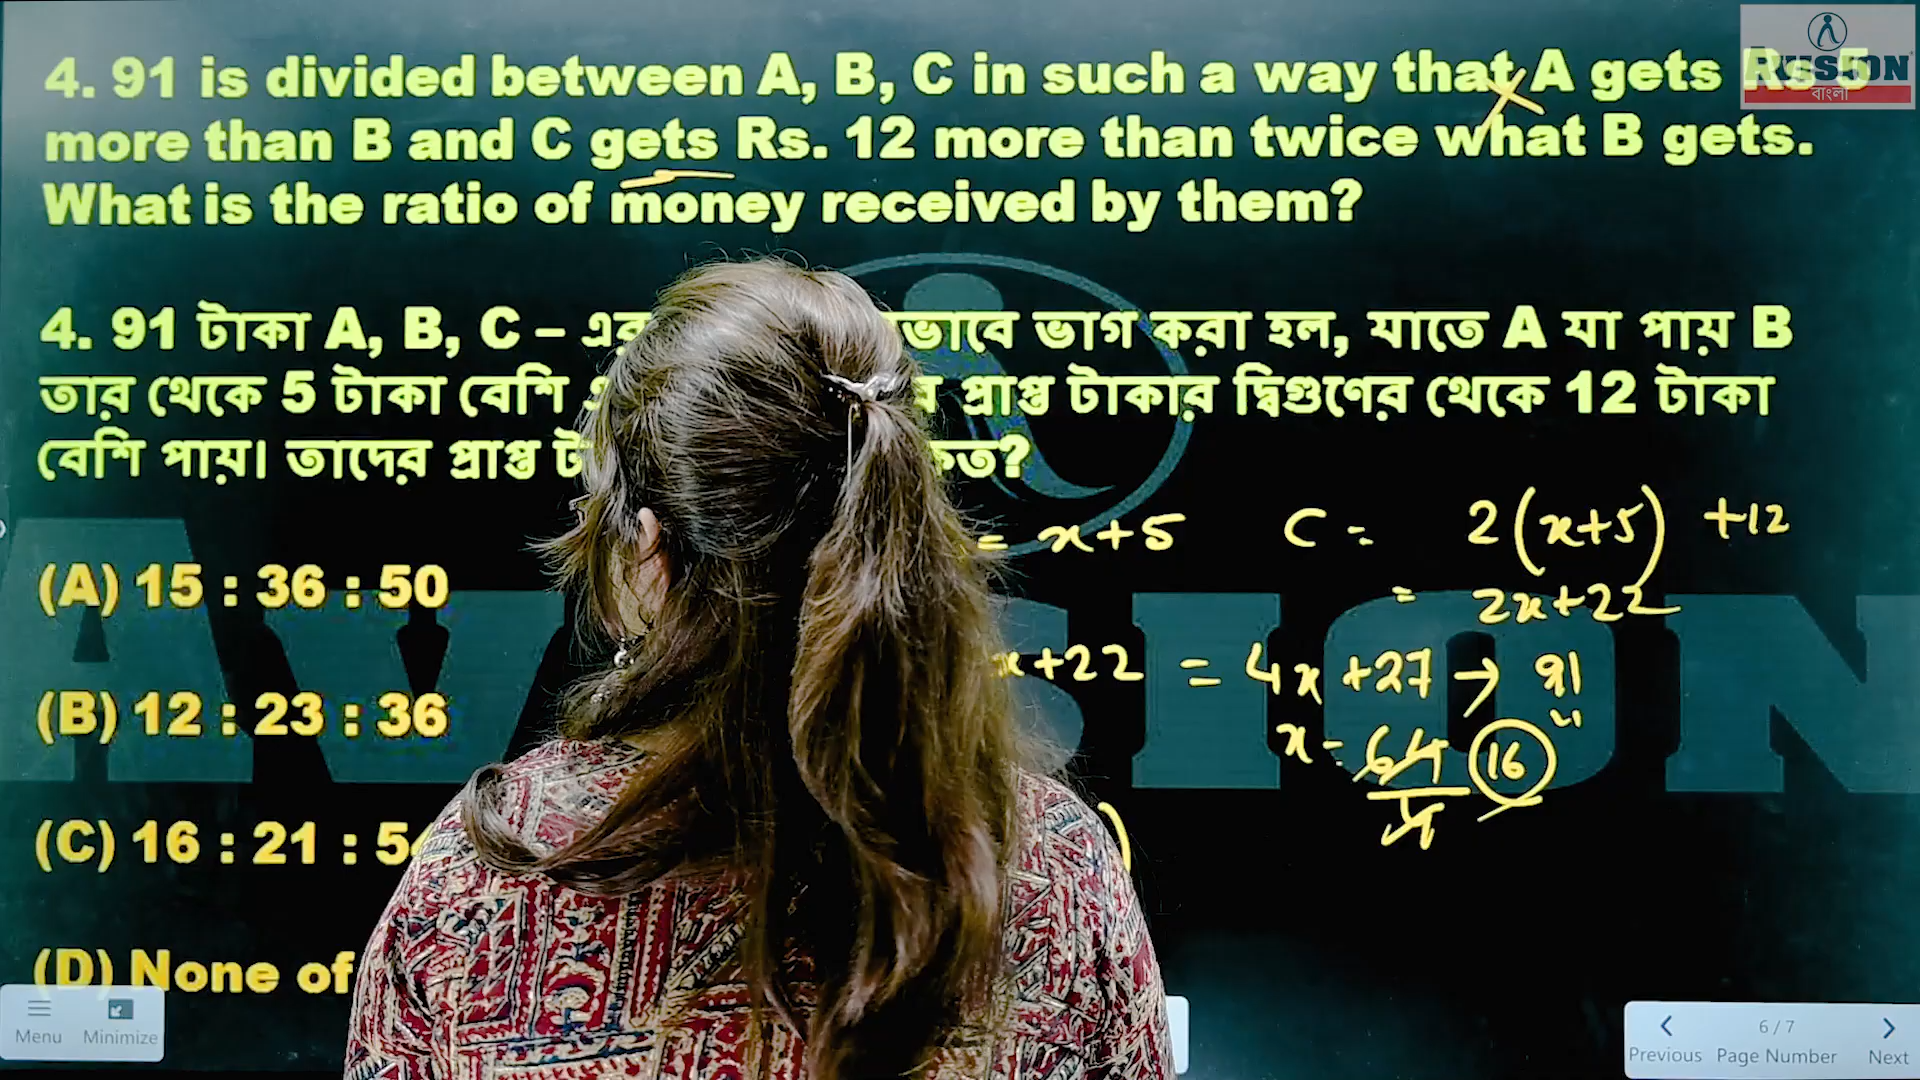 4. 91 is divided between A, B, C in such a way that A gets Rs 5
more than B and C gets Rs. 12 more than twice what B gets.
What is the ratio of money received by them?
4. 91 টাকা A, B, C – ভাবে ভাগ করা হল, যাতে A যা পায় B
তার থেকে 5 টাকা বেশি প্রাপ্ত টাকার দ্বিগুণের থেকে 12 টাকা
বেশি পায়। তাদের প্রাপ্ত কত?
= x+5 C = 2(x+5) +12
= 2x+22
(A) 15 : 36 : 50
x+22 = 4x+27 → 91
(B) 12 : 23 : 36
x = 64 16
4
(C) 16 : 21 : 54
(D) None of
Menu Minimize
6 / 7
Previous Page Number Next
AVISION
বাংলা